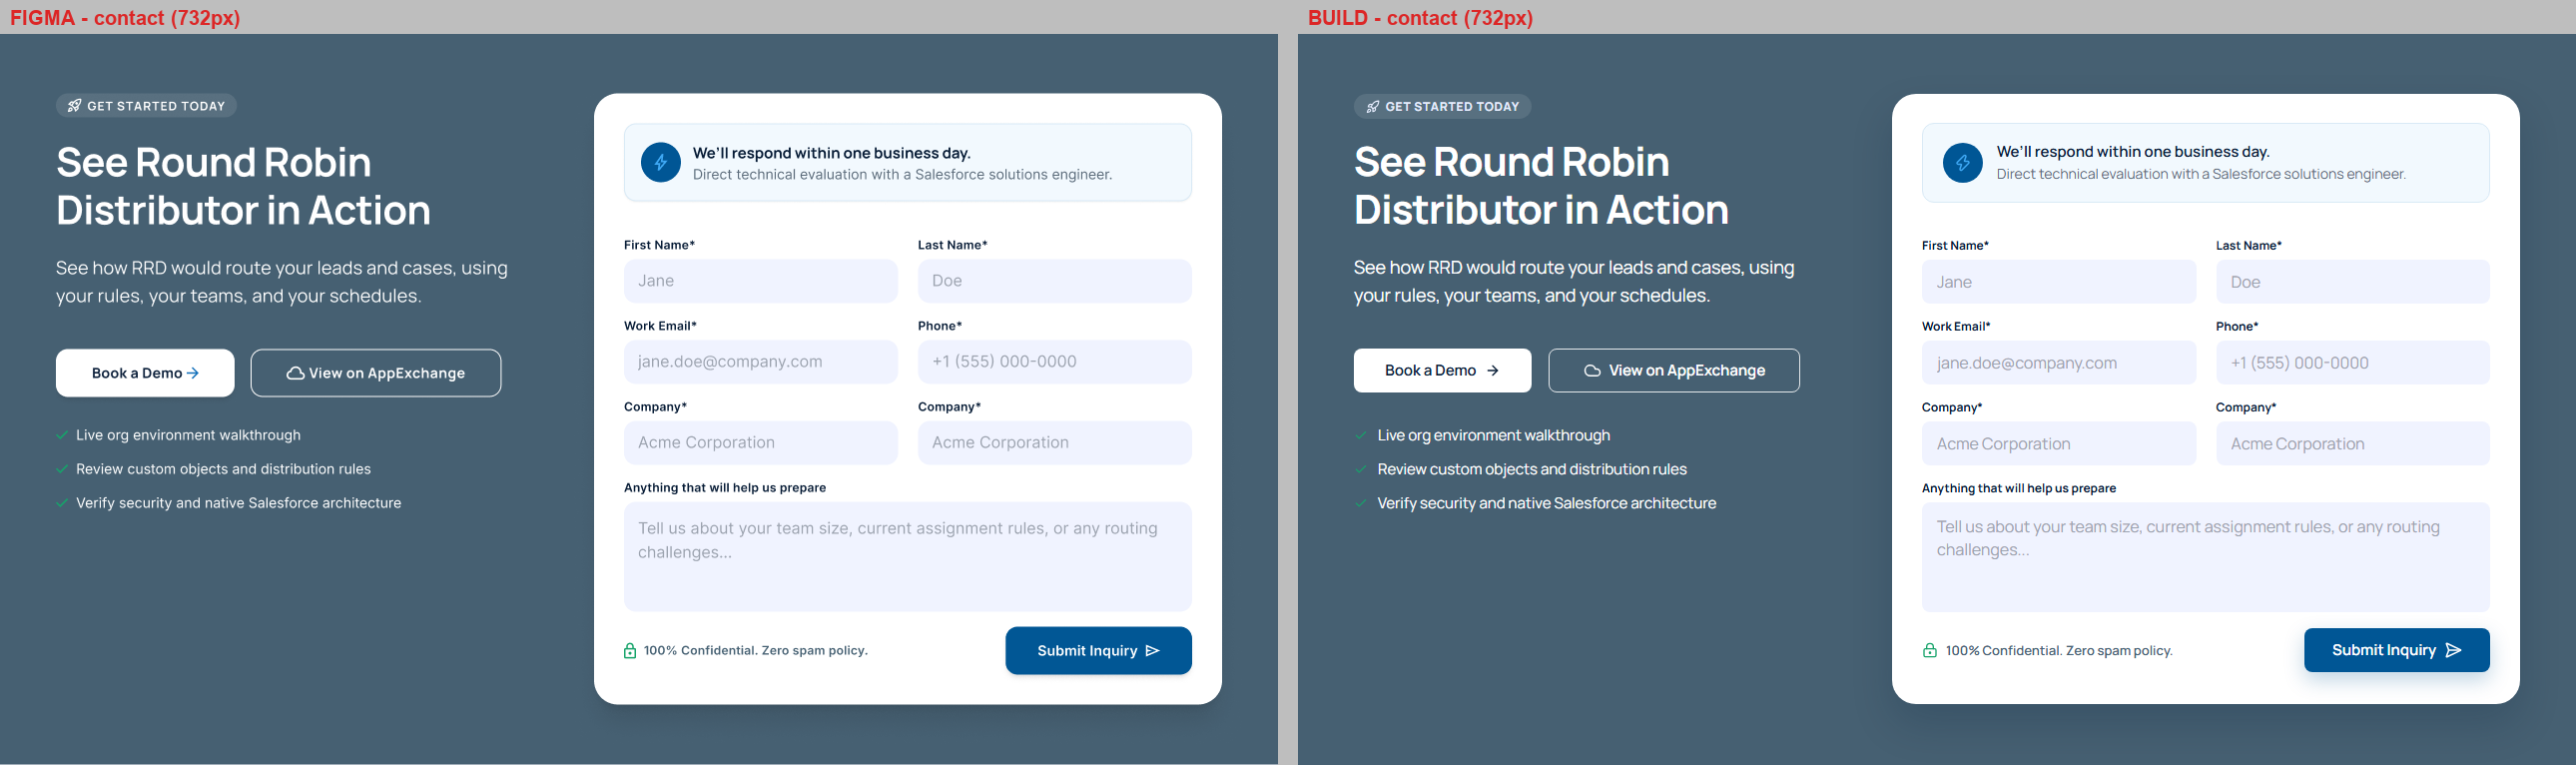 FIGMA - contact (732px)
GET STARTED TODAY
See Round Robin
Distributor in Action
See how RRD would route your leads and cases, using
your rules, your teams, and your schedules.
Book a Demo
View on AppExchange
Live org environment walkthrough
Review custom objects and distribution rules
Verify security and native Salesforce architecture
We’ll respond within one business day.
Direct technical evaluation with a Salesforce solutions engineer.
First Name*
Last Name*
Jane
Doe
Work Email*
Phone*
jane.doe@company.com
+1 (555) 000-0000
Company*
Company*
Acme Corporation
Acme Corporation
Anything that will help us prepare
Tell us about your team size, current assignment rules, or any routing
challenges...
100% Confidential. Zero spam policy.
Submit Inquiry
BUILD - contact (732px)
GET STARTED TODAY
See Round Robin
Distributor in Action
See how RRD would route your leads and cases, using
your rules, your teams, and your schedules.
Book a Demo
View on AppExchange
Live org environment walkthrough
Review custom objects and distribution rules
Verify security and native Salesforce architecture
We’ll respond within one business day.
Direct technical evaluation with a Salesforce solutions engineer.
First Name*
Last Name*
Jane
Doe
Work Email*
Phone*
jane.doe@company.com
+1 (555) 000-0000
Company*
Company*
Acme Corporation
Acme Corporation
Anything that will help us prepare
Tell us about your team size, current assignment rules, or any routing
challenges...
100% Confidential. Zero spam policy.
Submit Inquiry